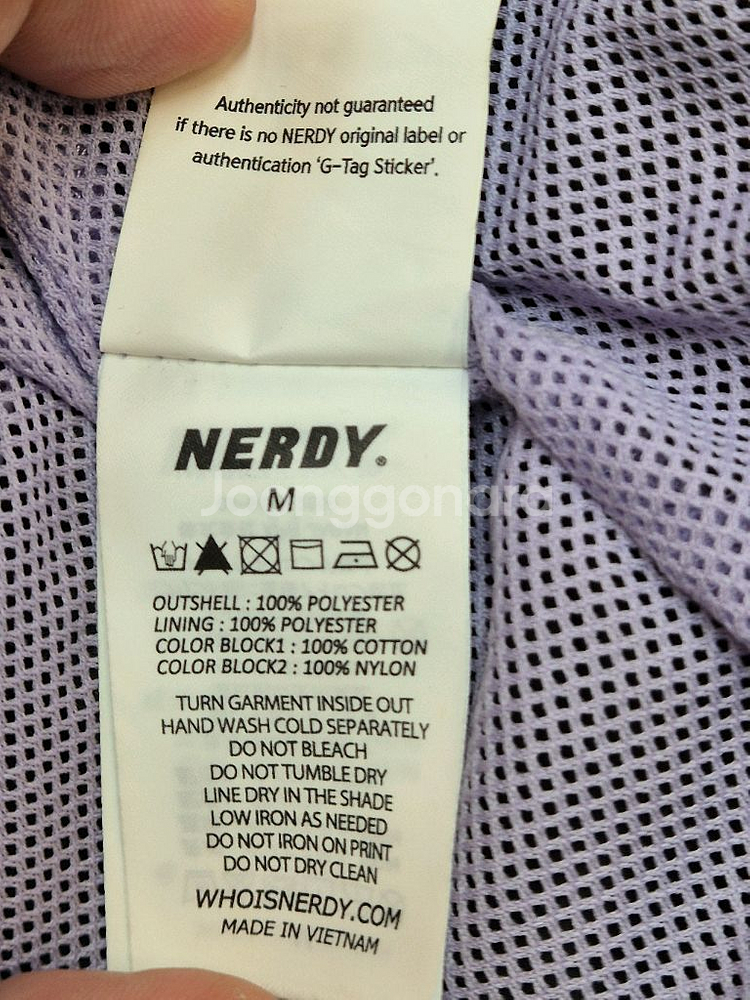 Authenticity not guaranteed
if there is no NERDY original label or
authentication 'G-Tag Sticker'.
NERDY®
Joonggonara
M
OUTSHELL : 100% POLYESTER
LINING : 100% POLYESTER
COLOR BLOCK1 : 100% COTTON
COLOR BLOCK2 : 100% NYLON
TURN GARMENT INSIDE OUT
HAND WASH COLD SEPARATELY
DO NOT BLEACH
DO NOT TUMBLE DRY
LINE DRY IN THE SHADE
LOW IRON AS NEEDED
DO NOT IRON ON PRINT
DO NOT DRY CLEAN
WHOISNERDY.COM
MADE IN VIETNAM